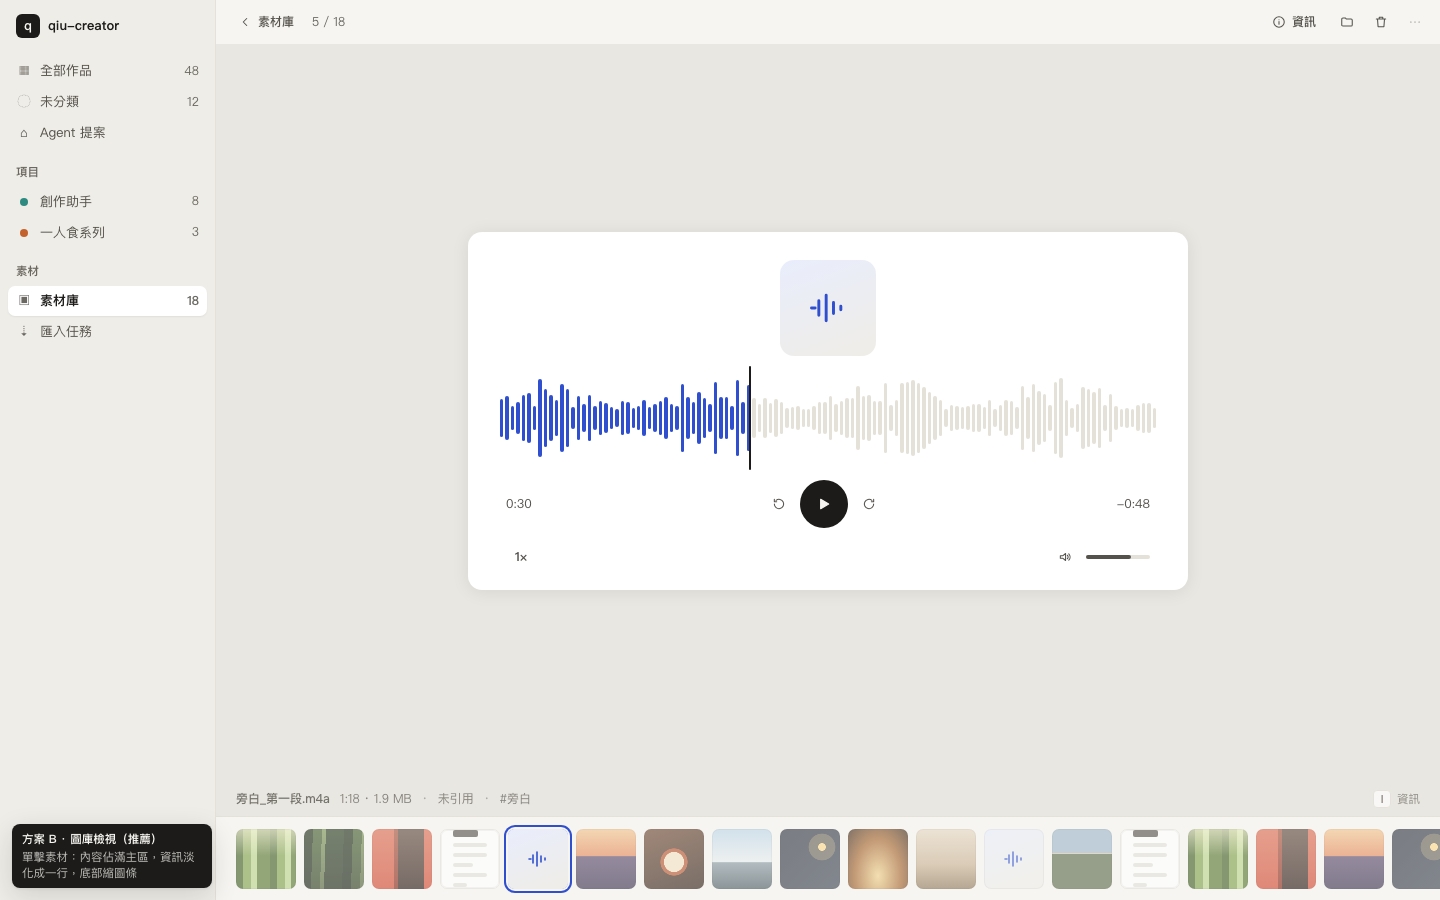 q qiu-creator
全部作品 48
未分類 12
Agent 提案
項目
創作助手 8
一人食系列 3
素材
素材庫 18
匯入任務
方案 B · 圖庫檢視（推薦）
單擊素材：內容佔滿主區，資訊淡
化成一行，底部縮圖條
素材庫 5 / 18
資訊
0:30
−0:48
1×
旁白_第一段.m4a 1:18 · 1.9 MB · 未引用 · #旁白
I 資訊